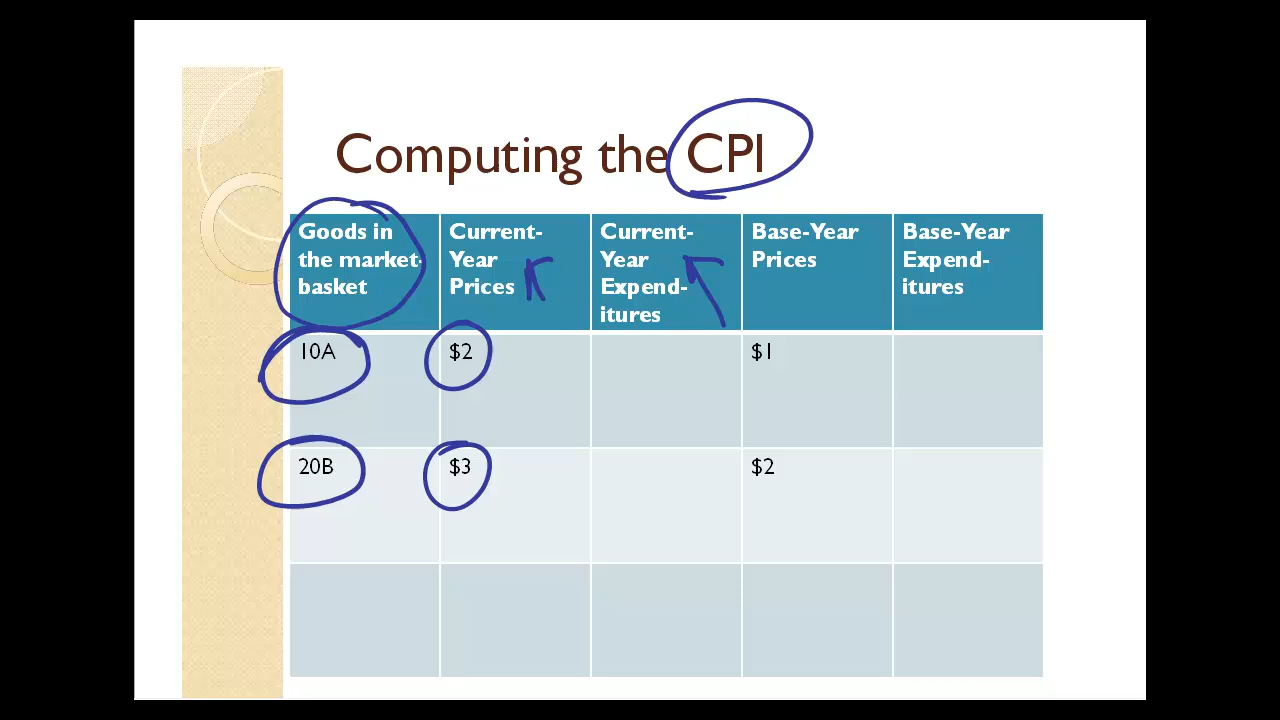 Computing the CPI
Goods in
the market-
basket
Current-
Year
Prices
Current-
Year
Expend-
itures
Base-Year
Prices
Base-Year
Expend-
itures
10A
$2
$1
20B
$3
$2